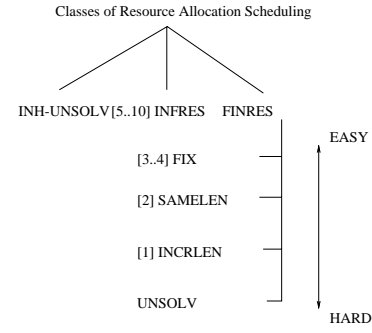 Classes of Resource Allocation Scheduling
INH-UNSOLV[5..10] INFRES FINRES
EASY
[3..4] FIX
[2] SAMELEN
[1] INCRLEN
UNSOLV
HARD